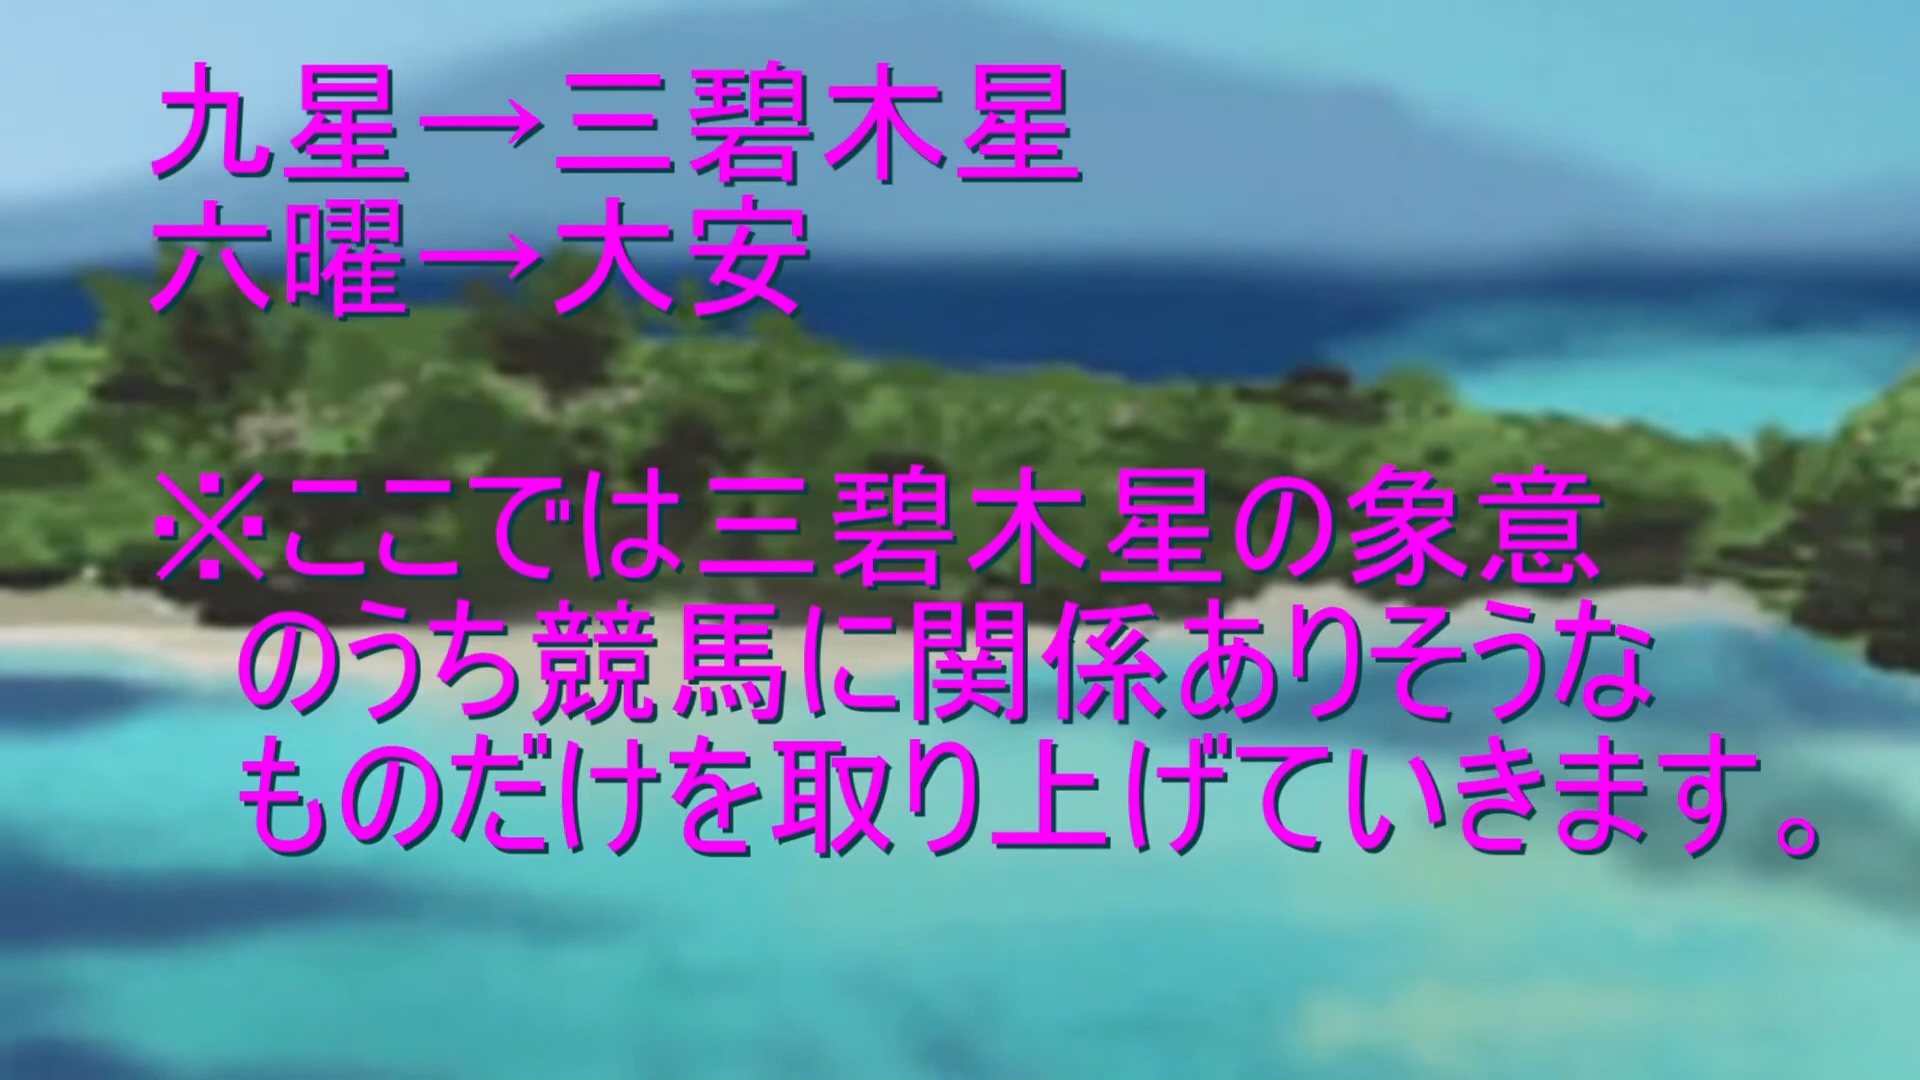 九星→三碧木星
六曜→大安
※ここでは三碧木星の象意
のうち競馬に関係ありそうな
ものだけを取り上げていきます。